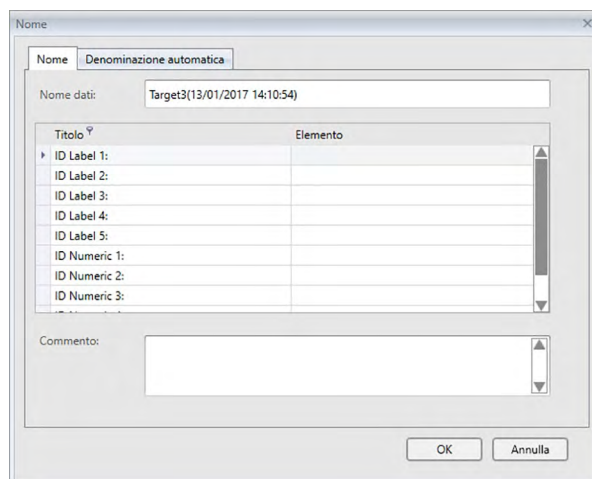 Nome
Nome Denominazione automatica
Nome dati: Target3(13/01/2017 14:10:54)
Titolo Elemento
ID Label 1:
ID Label 2:
ID Label 3:
ID Label 4:
ID Label 5:
ID Numeric 1:
ID Numeric 2:
ID Numeric 3:
Commento:
OK Annulla